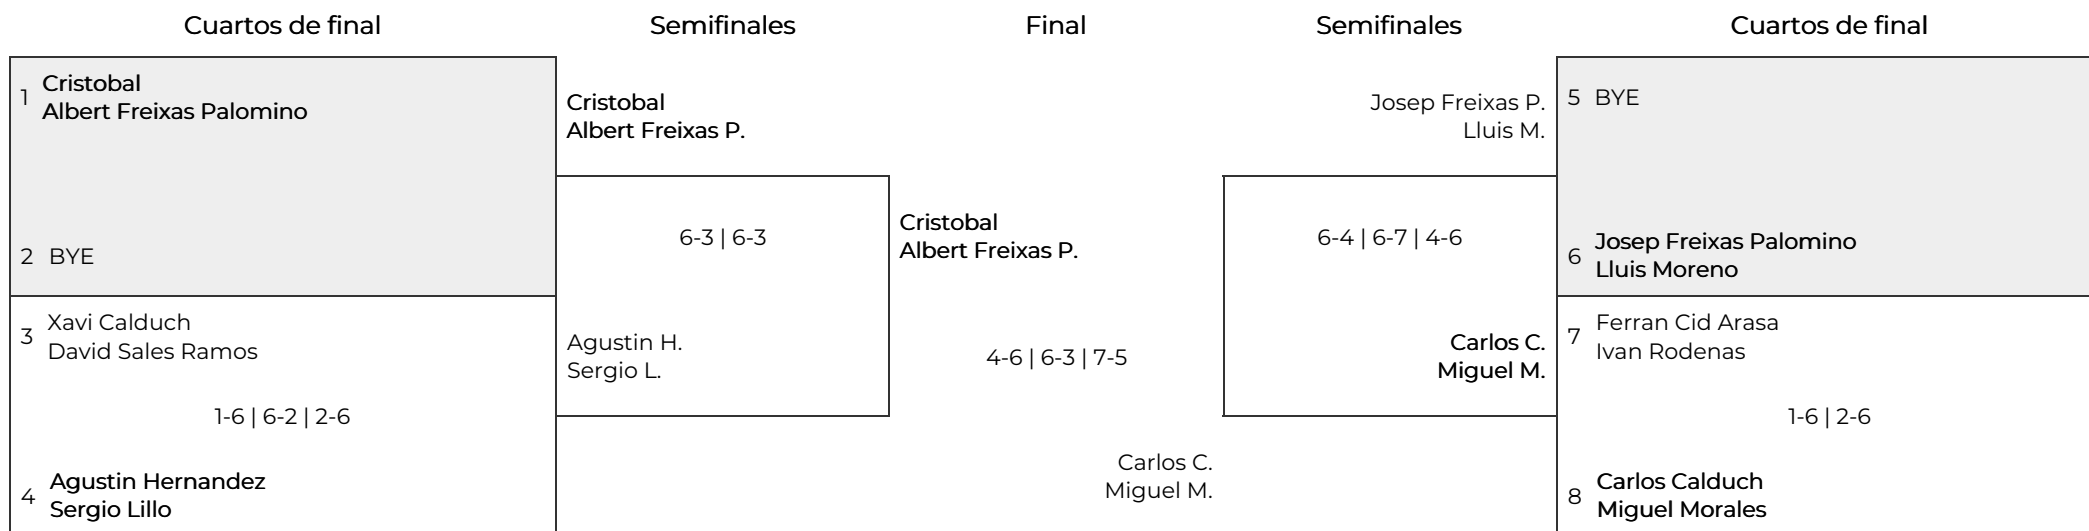 Cuartos de final
Semifinales
Final
Semifinales
Cuartos de final
1
Cristobal
Albert Freixas Palomino
2 BYE
3
Xavi Calduch
David Sales Ramos
1-6 | 6-2 | 2-6
4
Agustin Hernandez
Sergio Lillo
Cristobal
Albert Freixas P.
6-3 | 6-3
Agustin H.
Sergio L.
Cristobal
Albert Freixas P.
4-6 | 6-3 | 7-5
Carlos C.
Miguel M.
Josep Freixas P.
Lluis M.
6-4 | 6-7 | 4-6
Carlos C.
Miguel M.
5 BYE
6
Josep Freixas Palomino
Lluis Moreno
7
Ferran Cid Arasa
Ivan Rodenas
1-6 | 2-6
8
Carlos Calduch
Miguel Morales